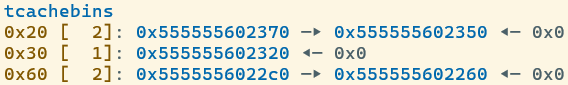 tcachebins
0x20 [  2]: 0x555555602370 —▸ 0x555555602350 ◂— 0x0
0x30 [  1]: 0x555555602320 ◂— 0x0
0x60 [  2]: 0x5555556022c0 —▸ 0x555555602260 ◂— 0x0